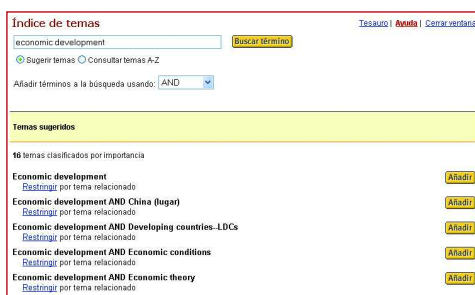 Índice de temas
Tesauro | Ayuda | Cerrar ventana
economic development
Buscar término
Sugerir temas Consultar temas A-Z
Añadir términos a la búsqueda usando: AND
Temas sugeridos
16 temas clasificados por importancia
Economic development
Añadir
Restringir por tema relacionado
Economic development AND China (lugar)
Añadir
Restringir por tema relacionado
Economic development AND Developing countries--LDCs
Añadir
Restringir por tema relacionado
Economic development AND Economic conditions
Añadir
Restringir por tema relacionado
Economic development AND Economic theory
Añadir
Restringir por tema relacionado